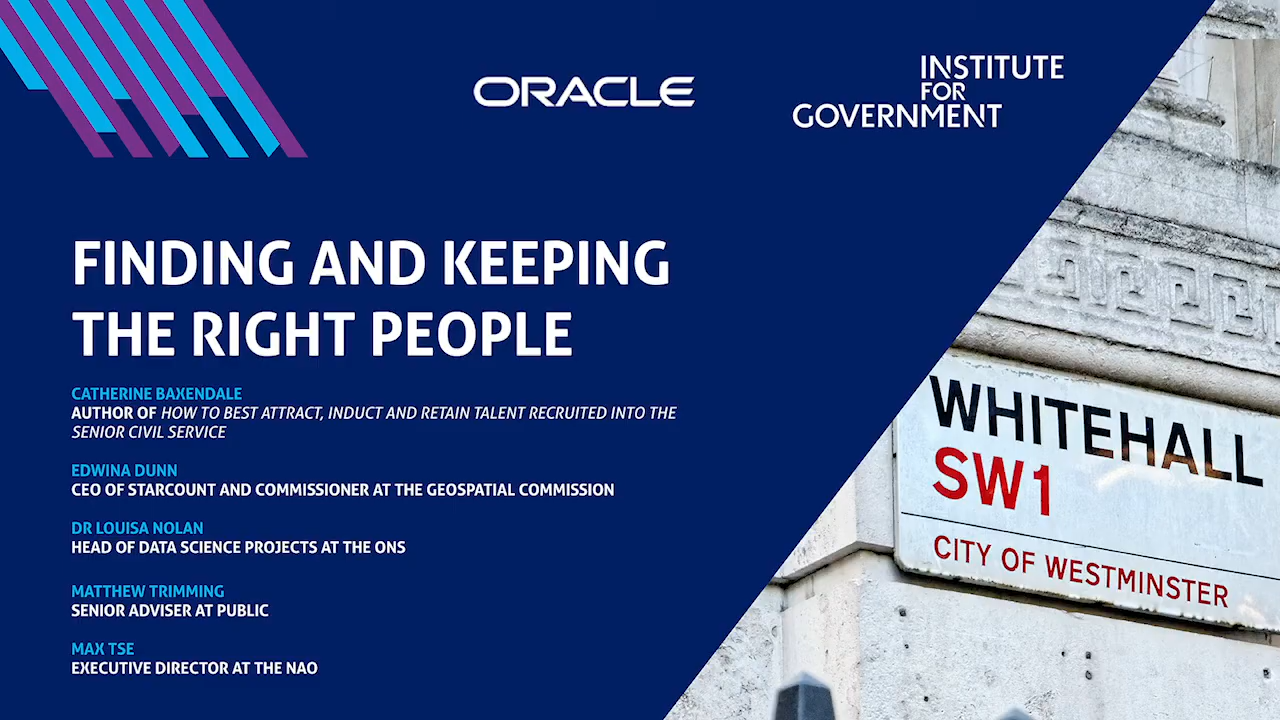 ORACLE
INSTITUTE
FOR
GOVERNMENT
FINDING AND KEEPING
THE RIGHT PEOPLE
CATHERINE BAXENDALE
AUTHOR OF HOW TO BEST ATTRACT, INDUCT AND RETAIN TALENT RECRUITED INTO THE
SENIOR CIVIL SERVICE
EDWINA DUNN
CEO OF STARCOUNT AND COMMISSIONER AT THE GEOSPATIAL COMMISSION
DR LOUISA NOLAN
HEAD OF DATA SCIENCE PROJECTS AT THE ONS
MATTHEW TRIMMING
SENIOR ADVISER AT PUBLIC
MAX TSE
EXECUTIVE DIRECTOR AT THE NAO
WHITEHALL
SW1
CITY OF WESTMINSTER